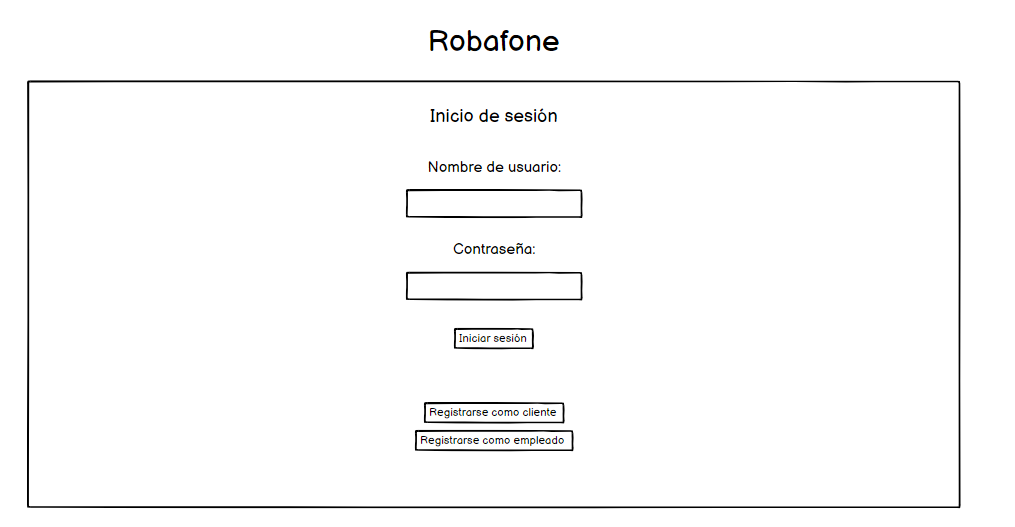 Robafone
Inicio de sesión
Nombre de usuario:
Contraseña:
Iniciar sesión
Registrarse como cliente
Registrarse como empleado